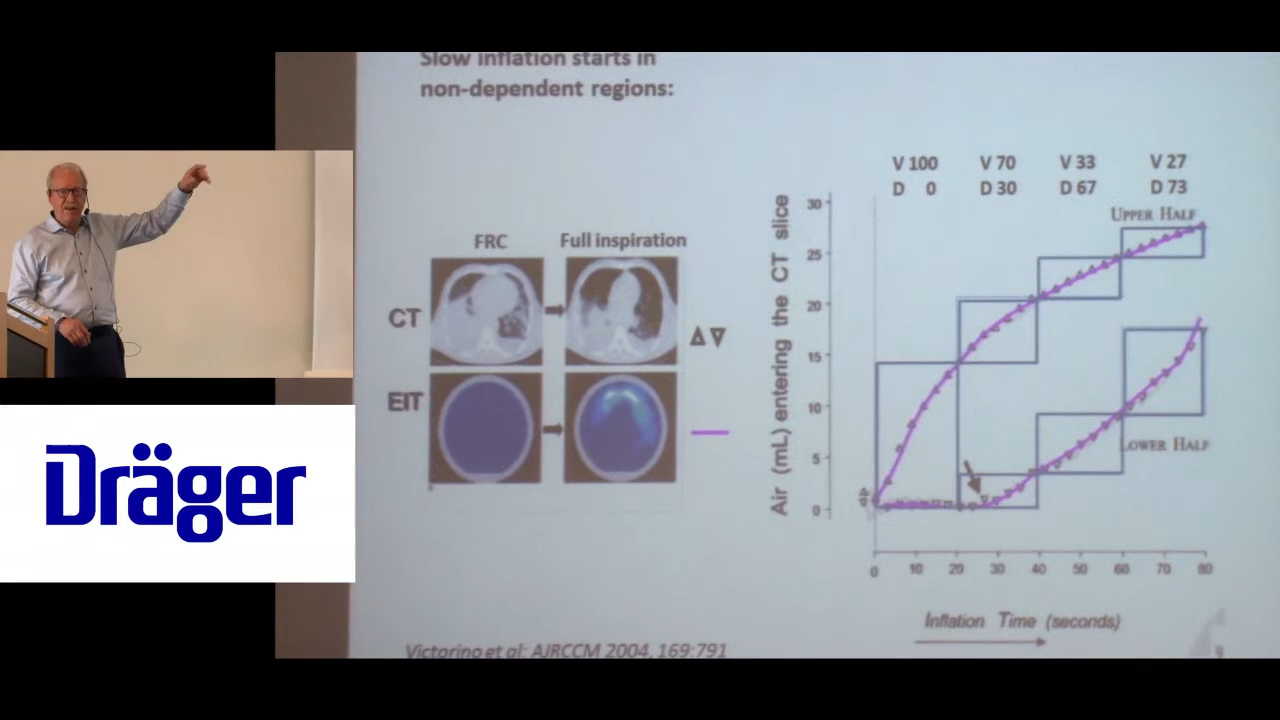 Slow inflation starts in
non-dependent regions:
V 100 V 70 V 33 V 27
D 0 D 30 D 67 D 73
FRC Full inspiration
CT
EIT
Air (mL) entering the CT slice
30
25
20
15
10
5
0
UPPER HALF
LOWER HALF
0 10 20 30 40 50 60 70 80
Inflation Time (seconds)
Victorino et al: AJRCCM 2004, 169:791
9
Dräger